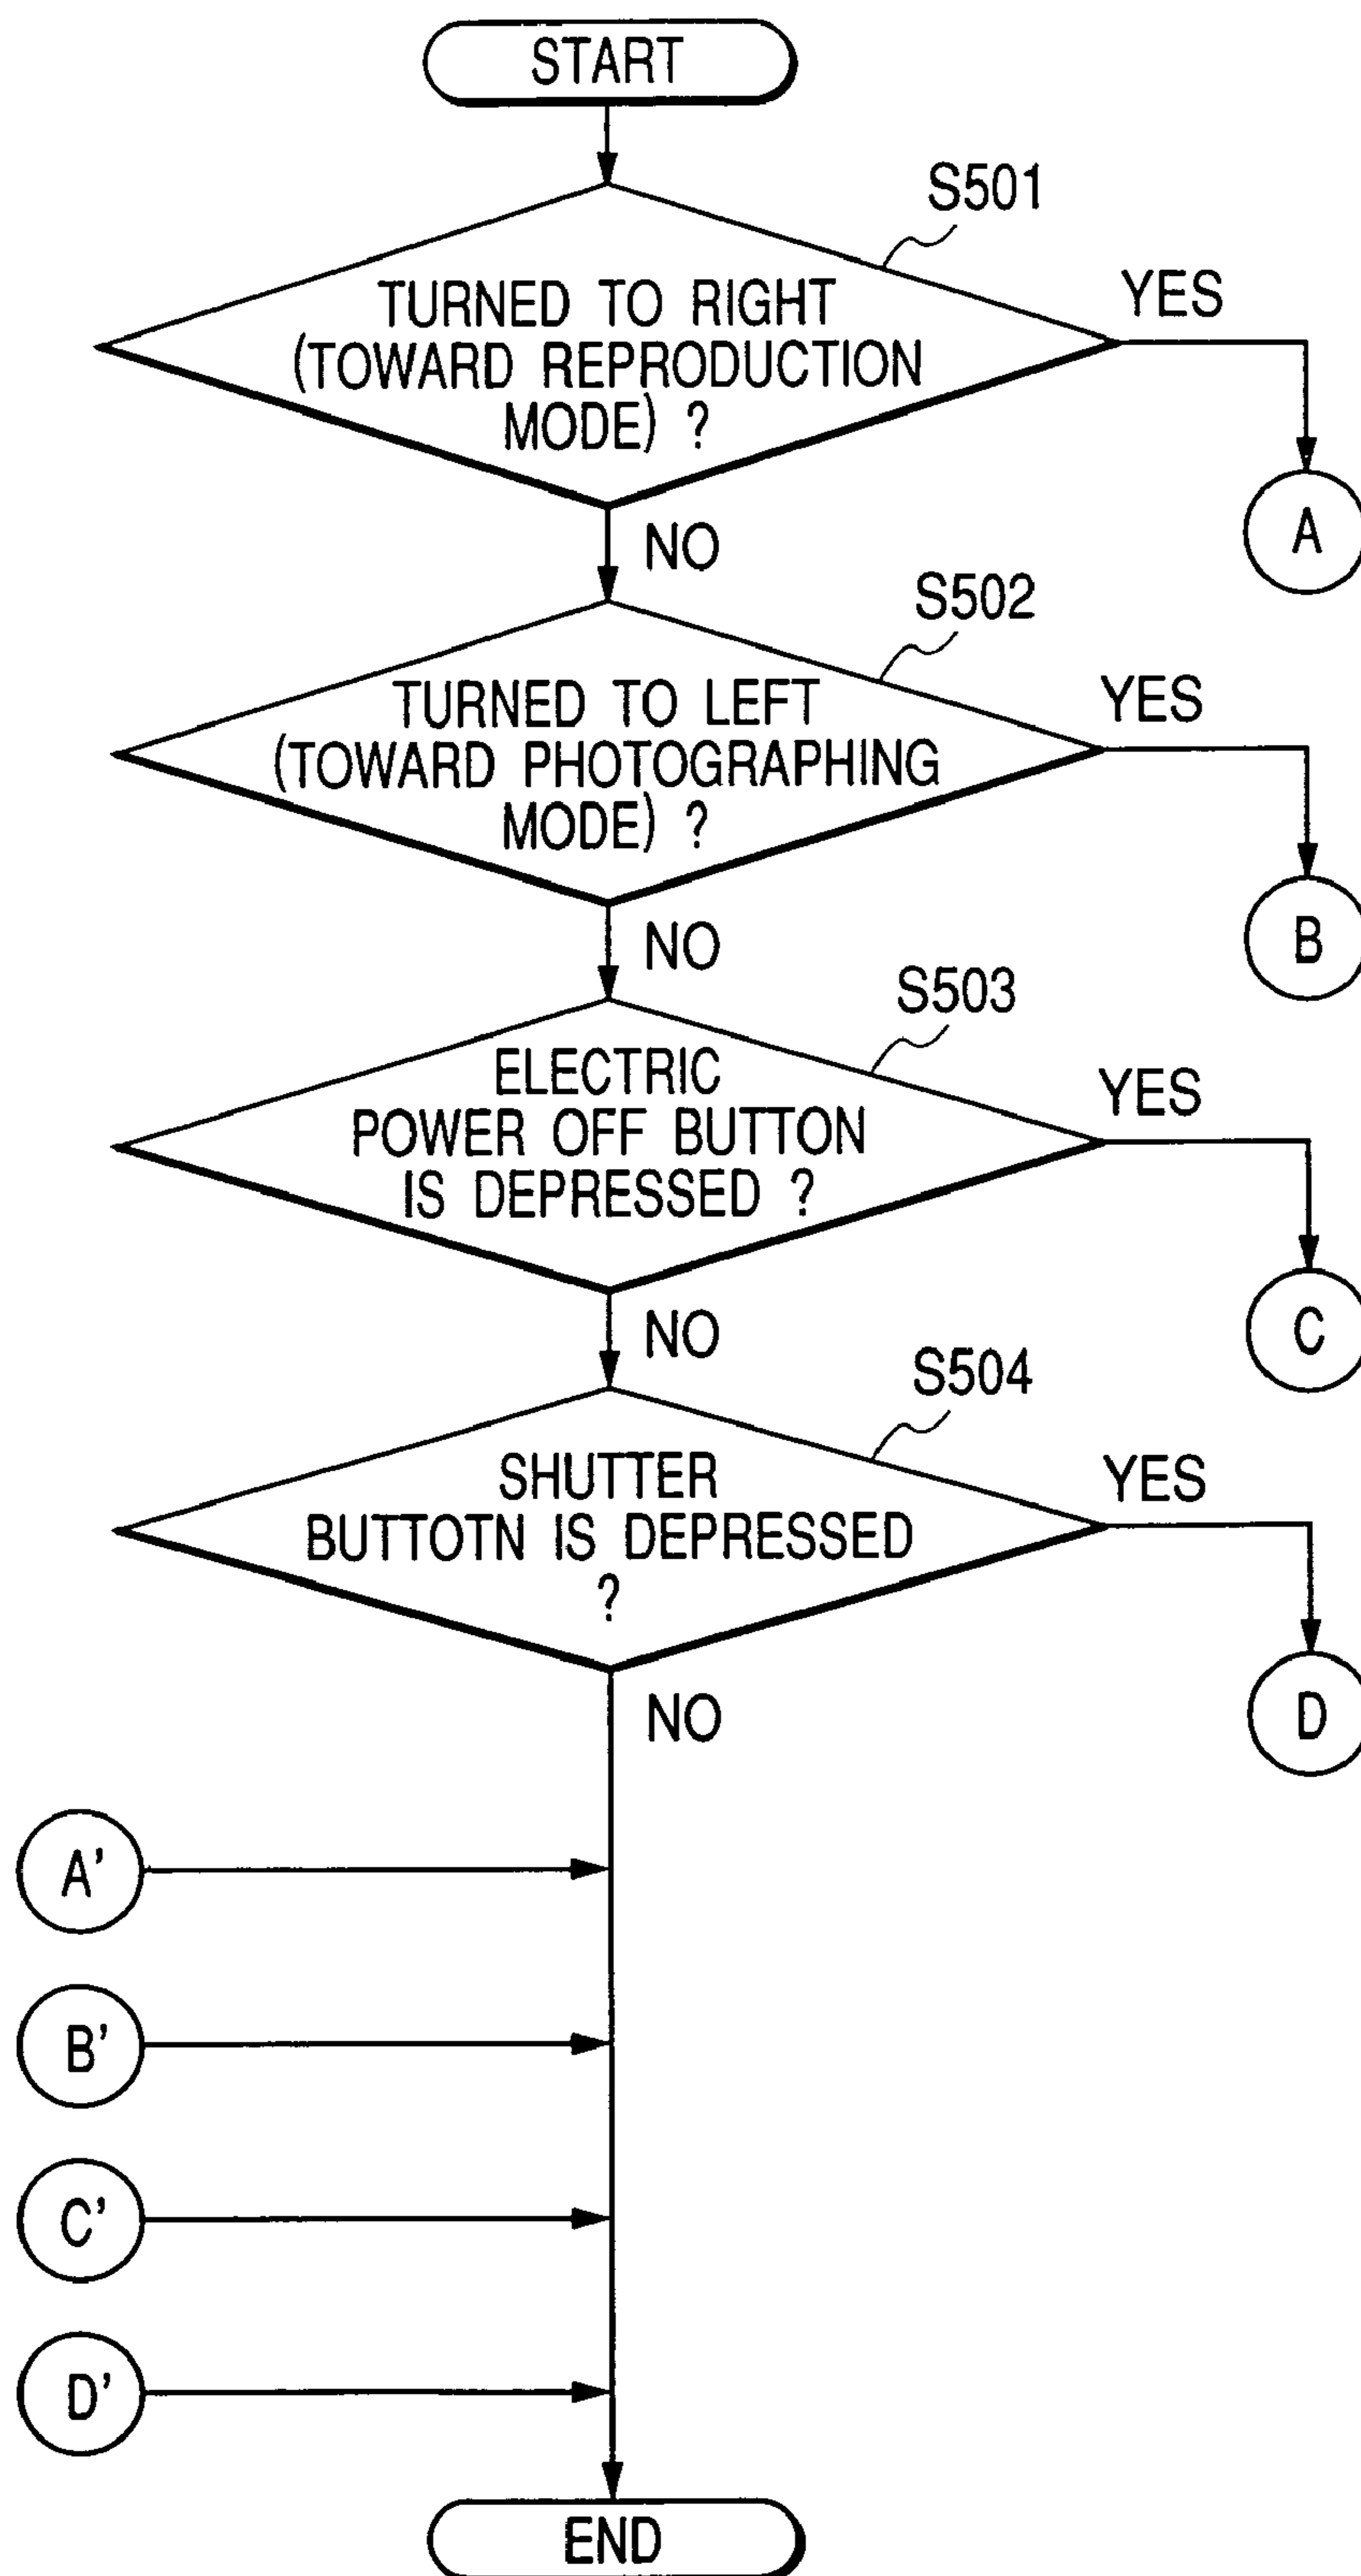 START
S501
TURNED TO RIGHT
(TOWARD REPRODUCTION
MODE) ?
YES
A
NO
S502
TURNED TO LEFT
(TOWARD PHOTOGRAPHING
MODE) ?
YES
B
NO
S503
ELECTRIC
POWER OFF BUTTON
IS DEPRESSED ?
YES
C
NO
S504
SHUTTER
BUTTOTN IS DEPRESSED
?
YES
D
NO
A'
B'
C'
D'
END